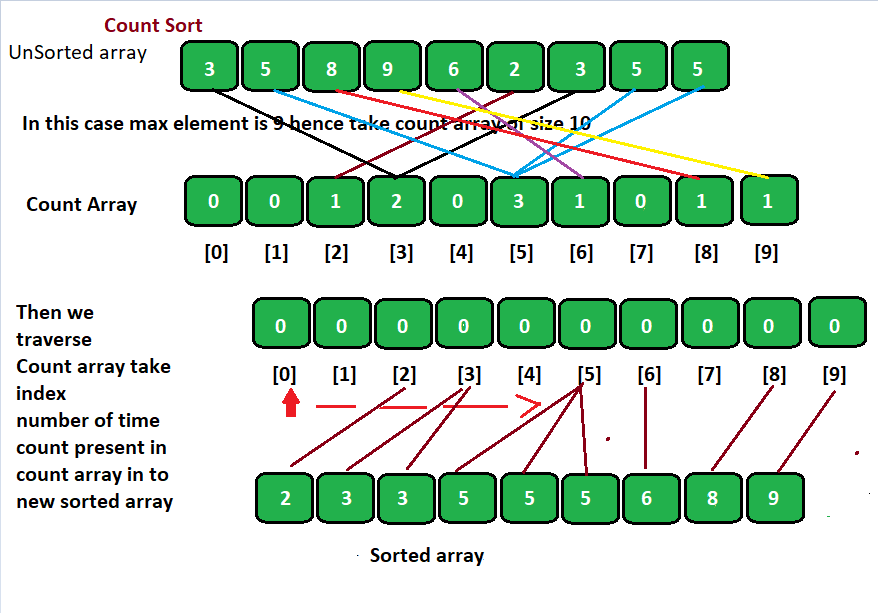 Count Sort
UnSorted array
3 5 8 9 6 2 3 5 5
In this case max element is 9 hence take count array of size 10
Count Array
0 0 1 2 0 3 1 0 1 1
[0] [1] [2] [3] [4] [5] [6] [7] [8] [9]
Then we
traverse
Count array take
index
number of time
count present in
count array in to
new sorted array
0 0 0 0 0 0 0 0 0 0
[0] [1] [2] [3] [4] [5] [6] [7] [8] [9]
2 3 3 5 5 5 6 8 9
Sorted array